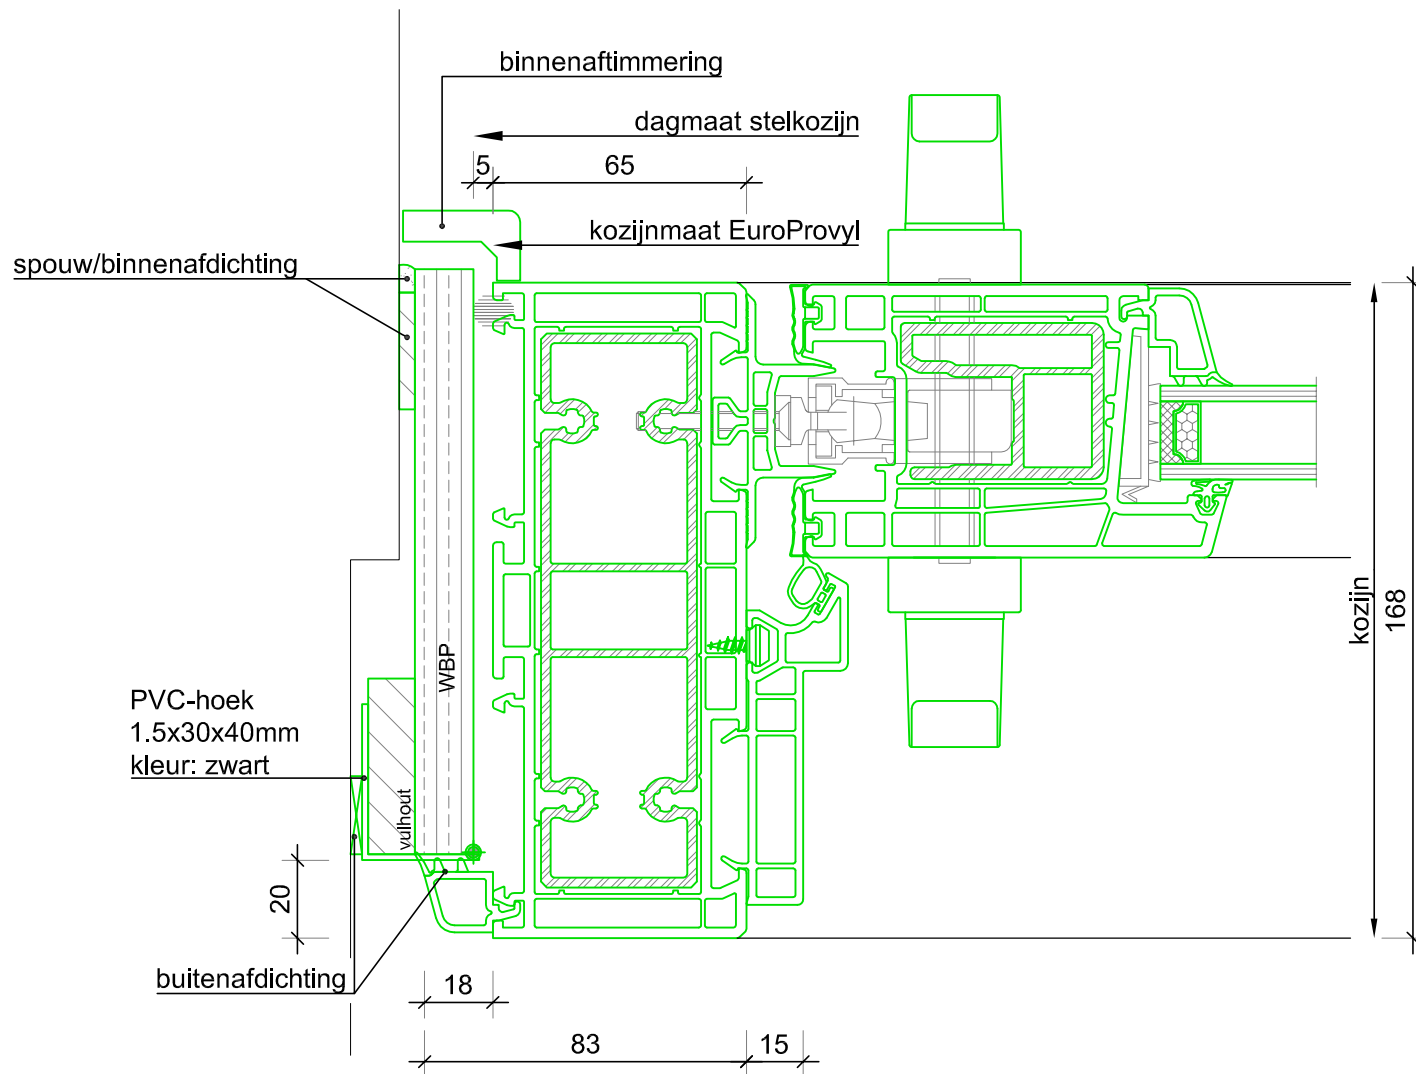 binnenaftimmering
dagmaat stelkozijn
5
65
kozijnmaat EuroProvyl
spouw/binnenafdichting
kozijn
168
WBP
PVC-hoek
1.5x30x40mm
kleur: zwart
vulhout
20
buitenafdichting
18
83
15